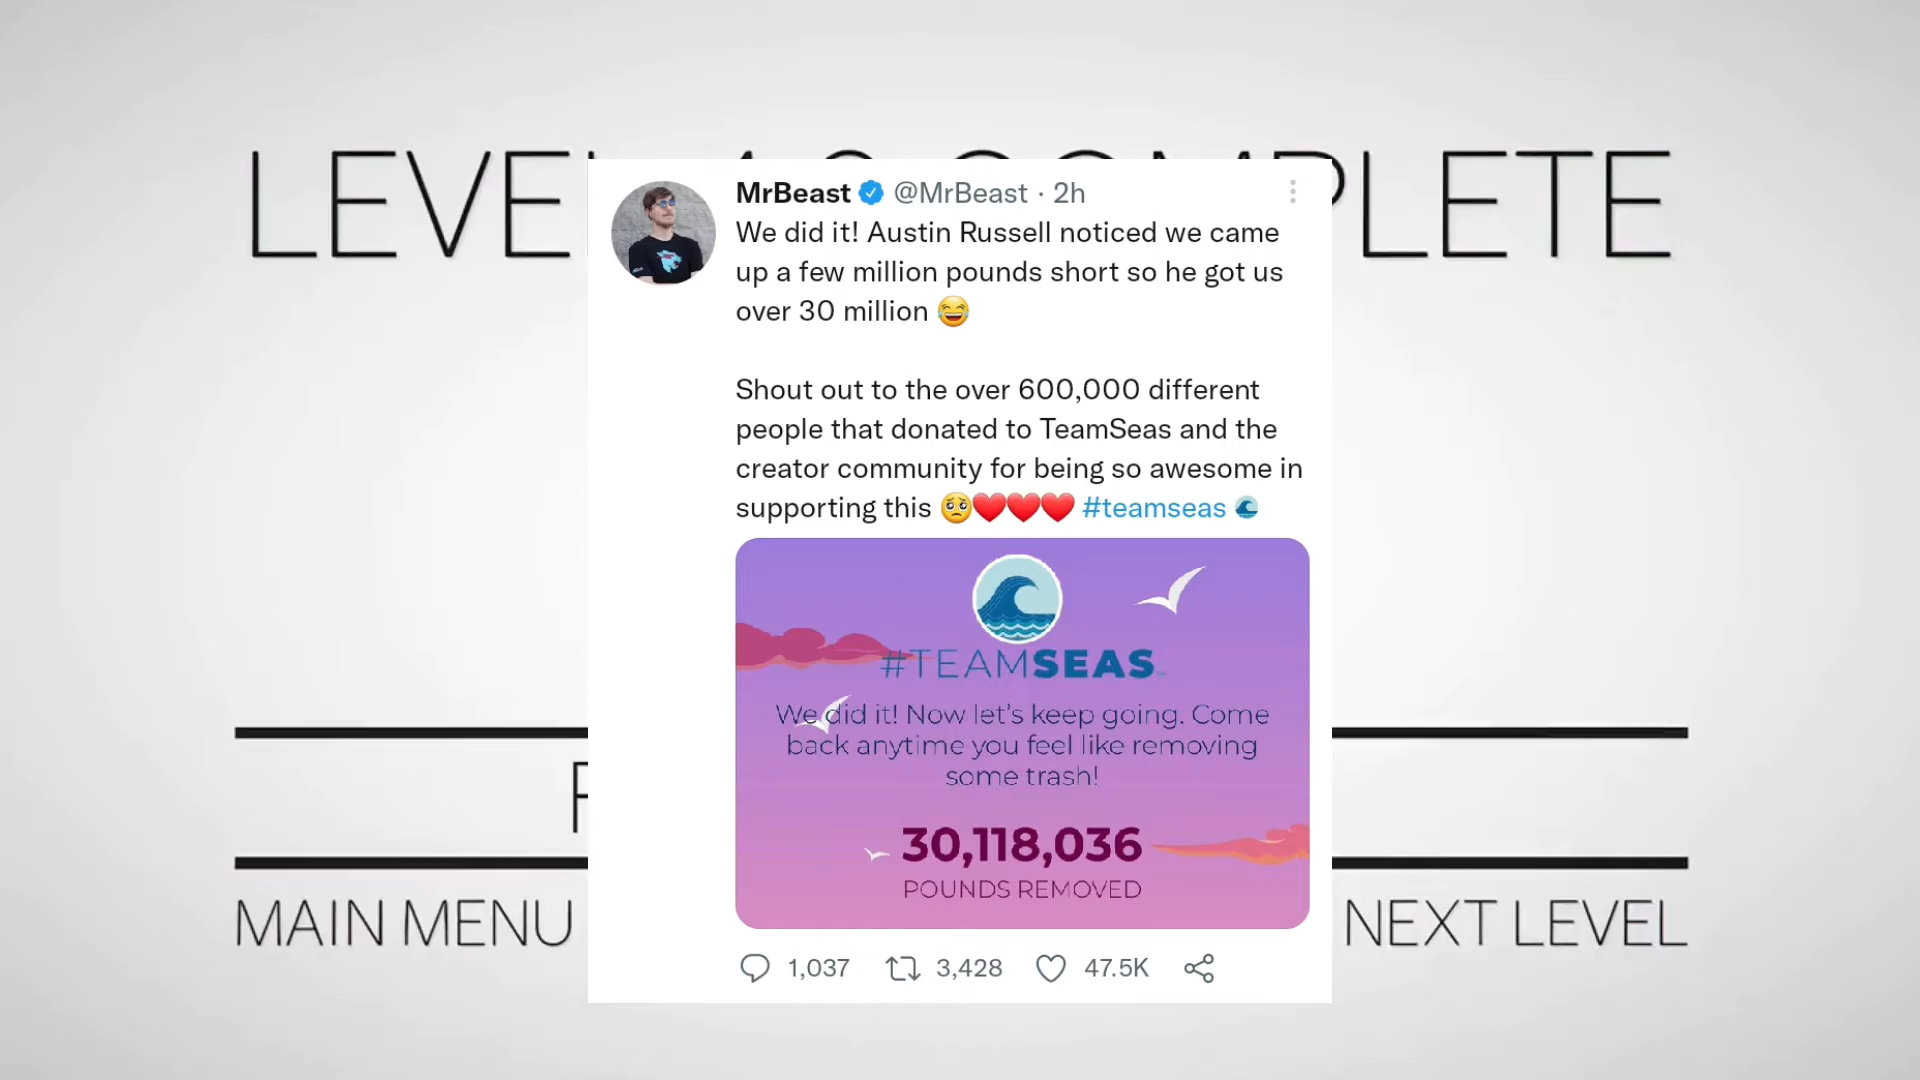 LEVEL COMPLETE
MrBeast @MrBeast · 2h
We did it! Austin Russell noticed we came
up a few million pounds short so he got us
over 30 million 😂
Shout out to the over 600,000 different
people that donated to TeamSeas and the
creator community for being so awesome in
supporting this 🥺❤️❤️❤️ #teamseas
#TEAMSEAS
We did it! Now let's keep going. Come
back anytime you feel like removing
some trash!
30,118,036
POUNDS REMOVED
MAIN MENU
NEXT LEVEL
1,037 3,428 47.5K